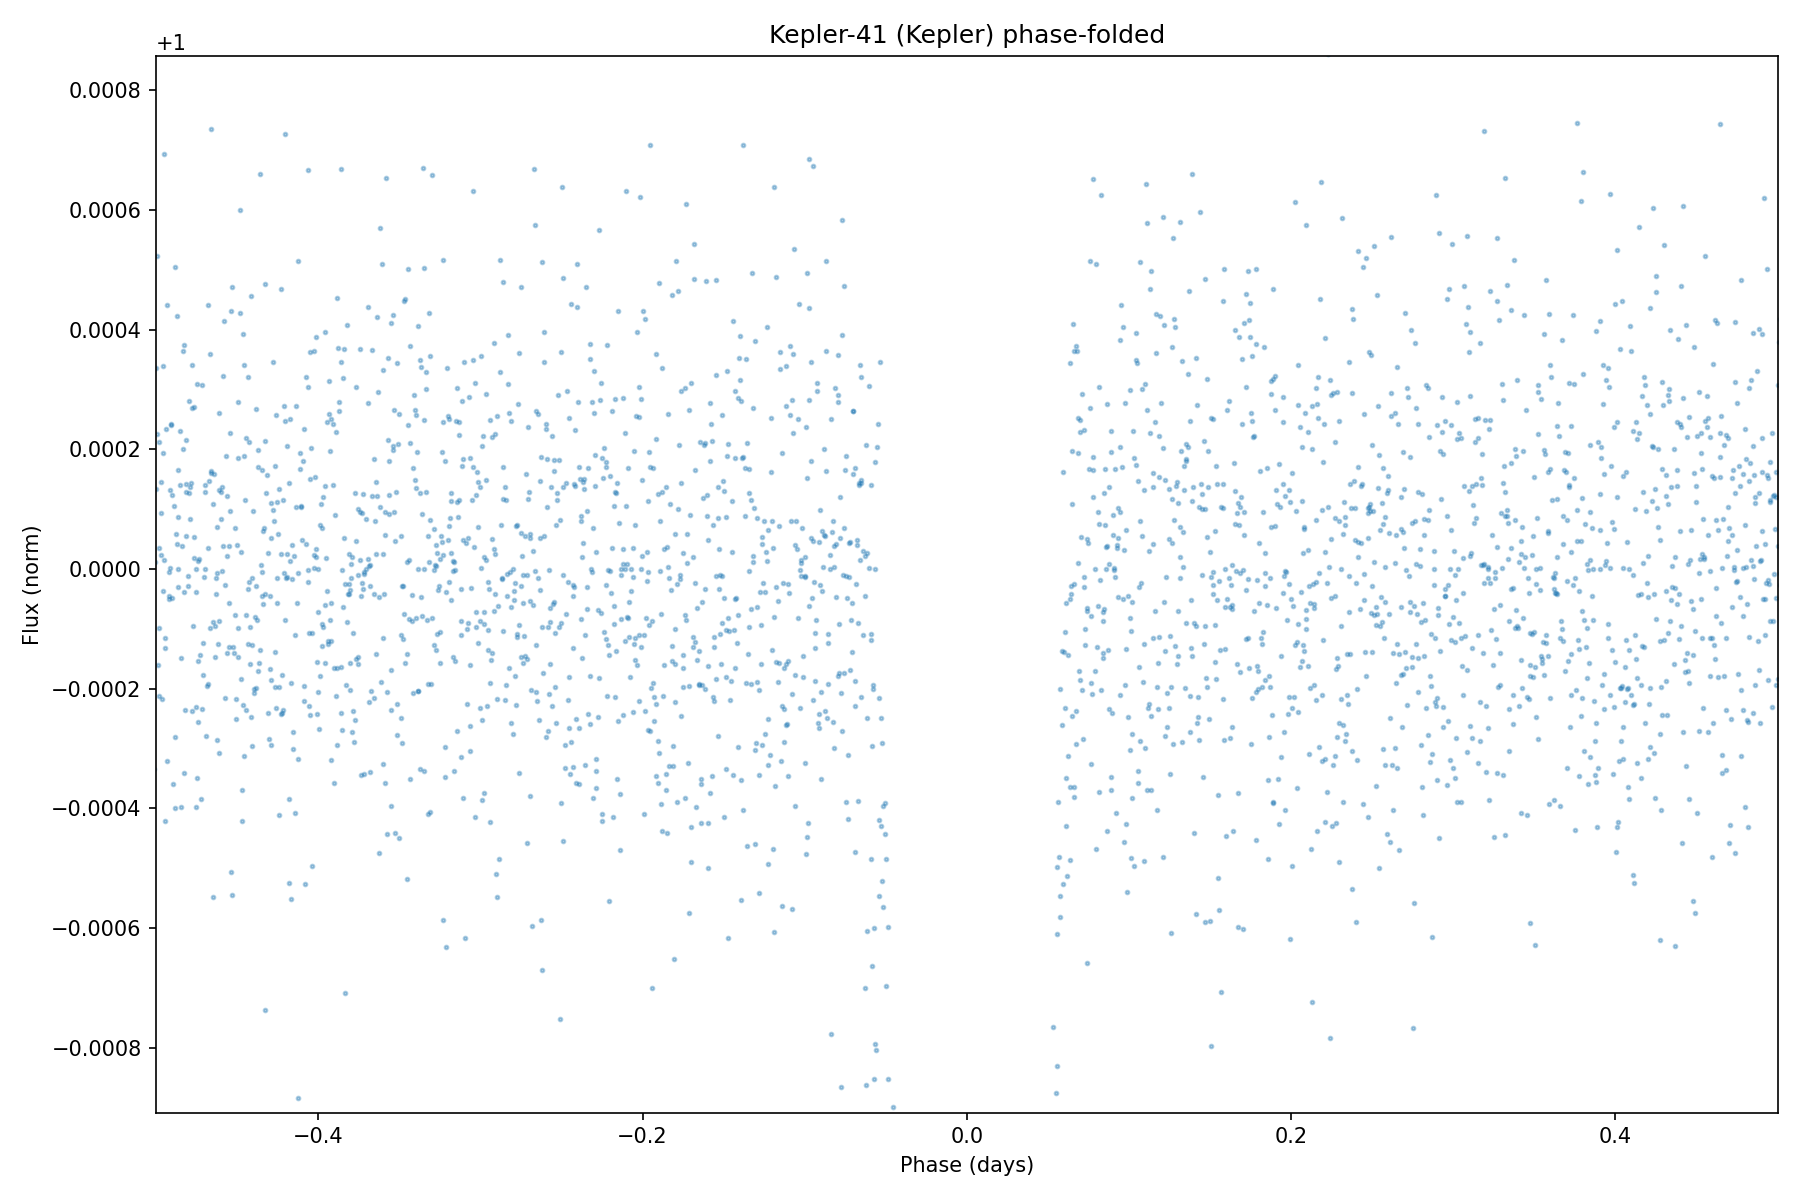 Kepler-41 (Kepler) phase-folded
+1
0.0008
0.0006
0.0004
0.0002
0.0000
−0.0002
−0.0004
−0.0006
−0.0008
Flux (norm)
−0.4 −0.2 0.0 0.2 0.4
Phase (days)